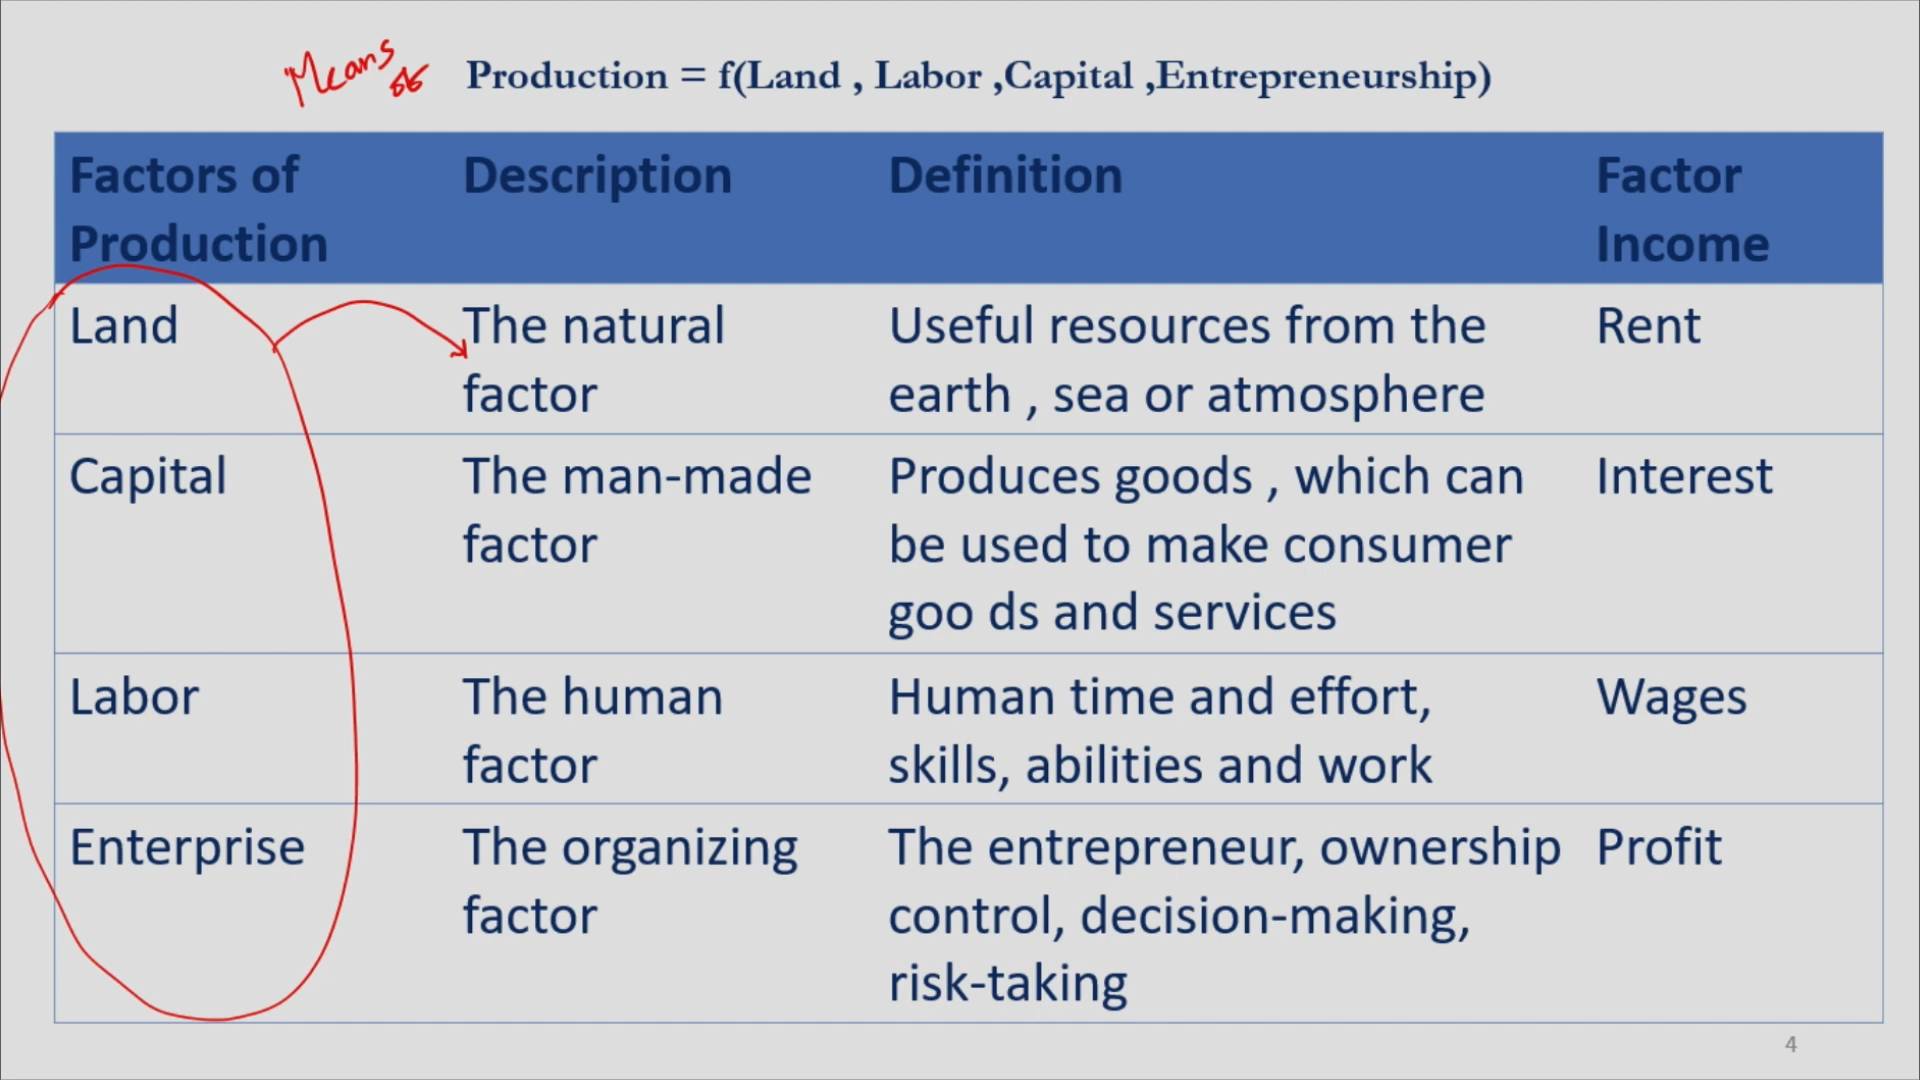 Means of Production = f(Land , Labor ,Capital ,Entrepreneurship)
Factors of Production Description Definition Factor Income
Land The natural factor Useful resources from the earth , sea or atmosphere Rent
Capital The man-made factor Produces goods , which can be used to make consumer goo ds and services Interest
Labor The human factor Human time and effort, skills, abilities and work Wages
Enterprise The organizing factor The entrepreneur, ownership control, decision-making, risk-taking Profit
4